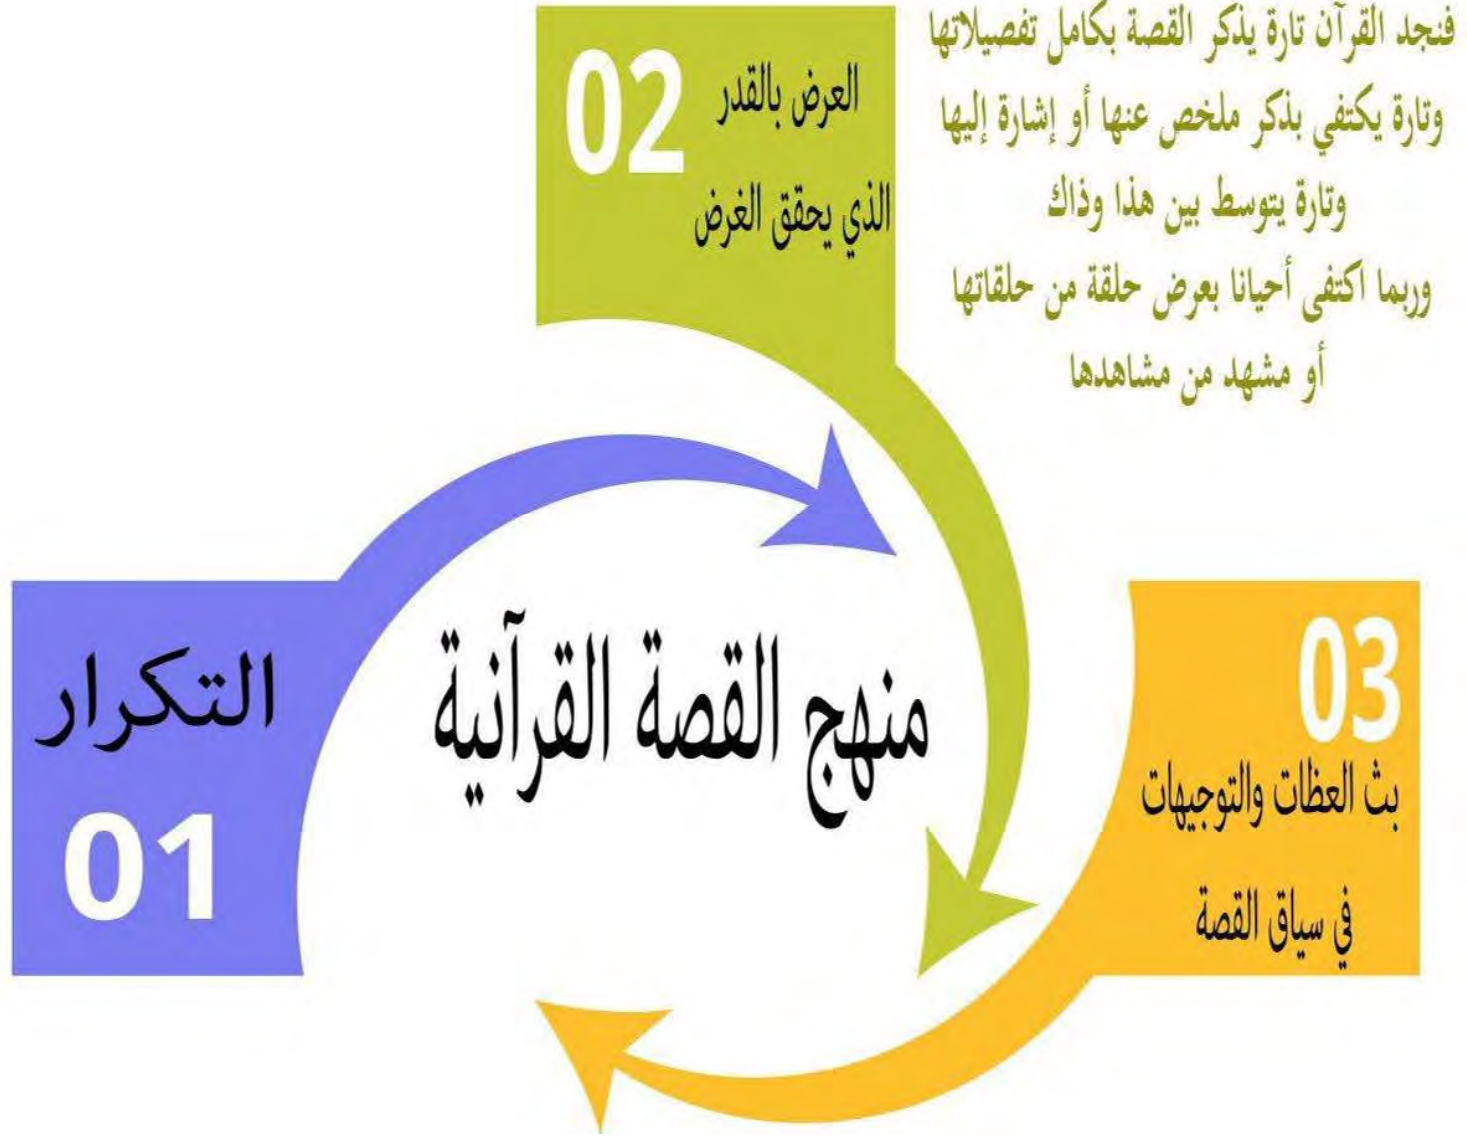 منهج القصة القرآنية
01
التكرار
02
العرض بالقدر
الذي يحقق الغرض
فنجد القرآن تارة يذكر القصة بكامل تفصيلاتها
وتارة يكتفي بذكر ملخص عنها أو إشارة إليها
وتارة يتوسط بين هذا وذاك
وربما اكتفى أحيانا بعرض حلقة من حلقاتها
أو مشهد من مشاهدها
03
بث العظات والتوجيهات
في سياق القصة